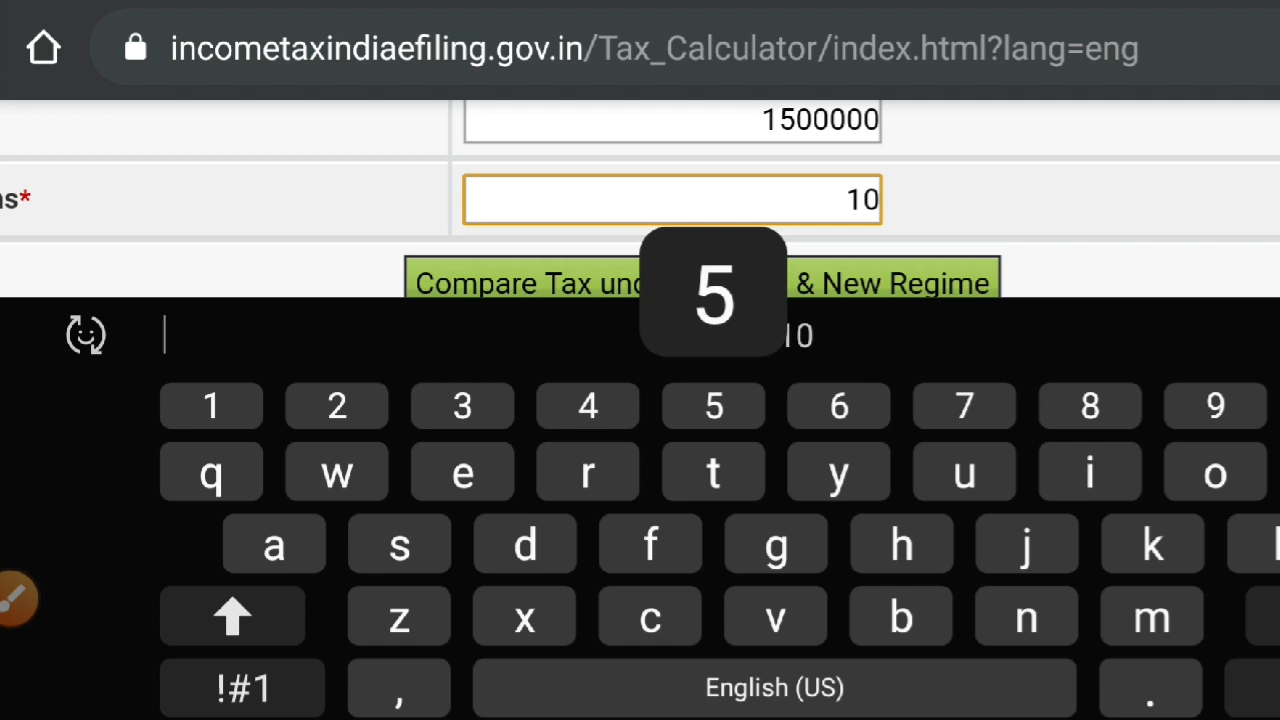 incometaxindiaefiling.gov.in/Tax_Calculator/index.html?lang=eng
1500000
ns*
10
5
Compare Tax und & New Regime
10
1 2 3 4 5 6 7 8 9
q w e r t y u i o
a s d f g h j k
z x c v b n m
!#1 , English (US) .